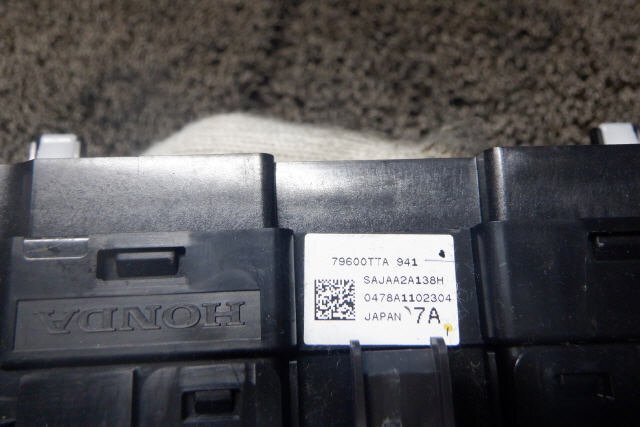 79600TTA 941
SAJAA2A138H
0478A1102304
JAPAN 7A
HONDA